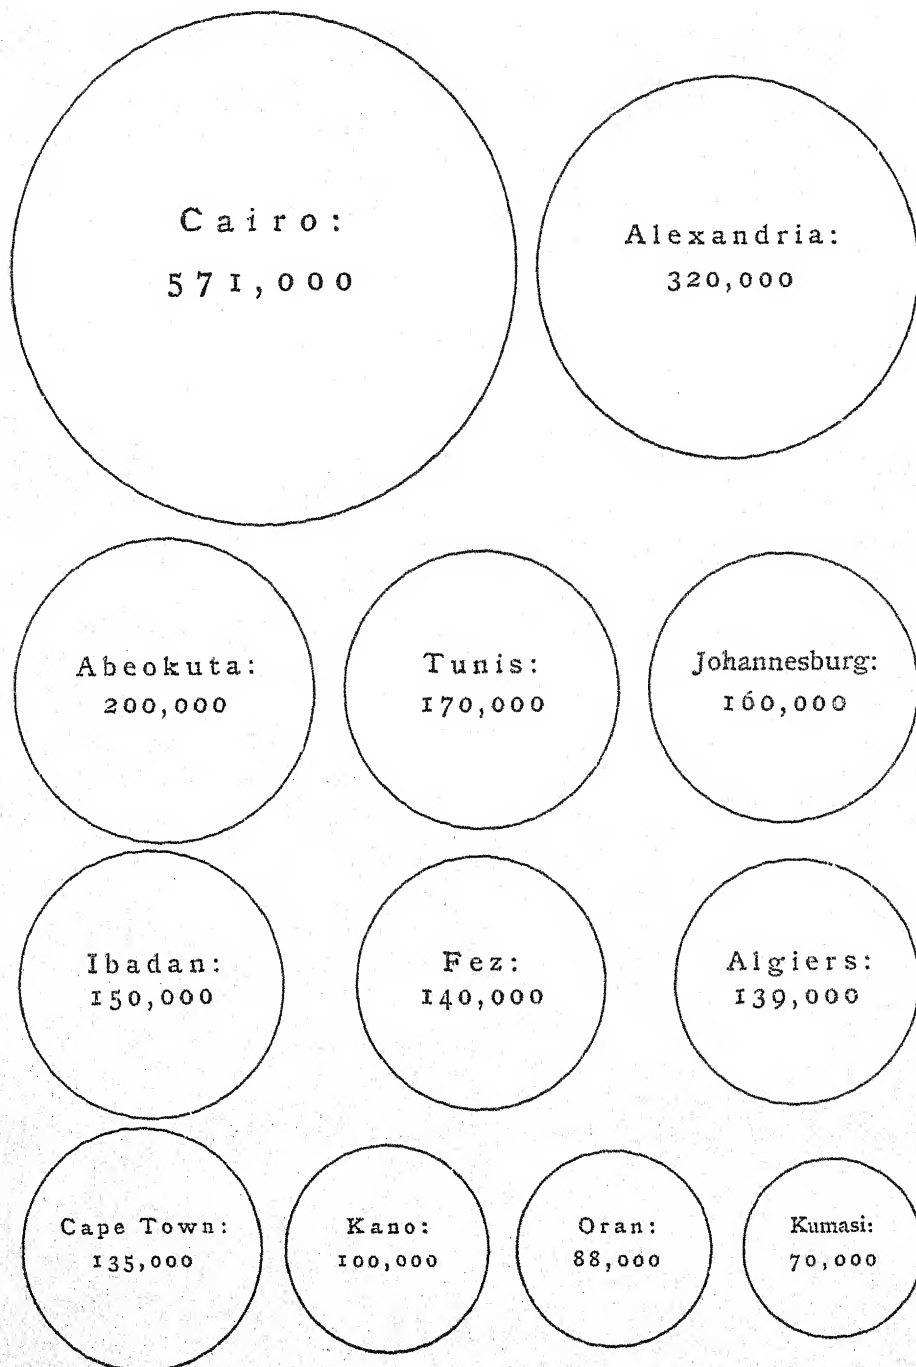 Cairo:
571,000
Alexandria:
320,000
Abeokuta:
200,000
Tunis:
170,000
Johannesburg:
160,000
Ibadan:
150,000
Fez:
140,000
Algiers:
139,000
Cape Town:
135,000
Kano:
100,000
Oran:
88,000
Kumasi:
70,000